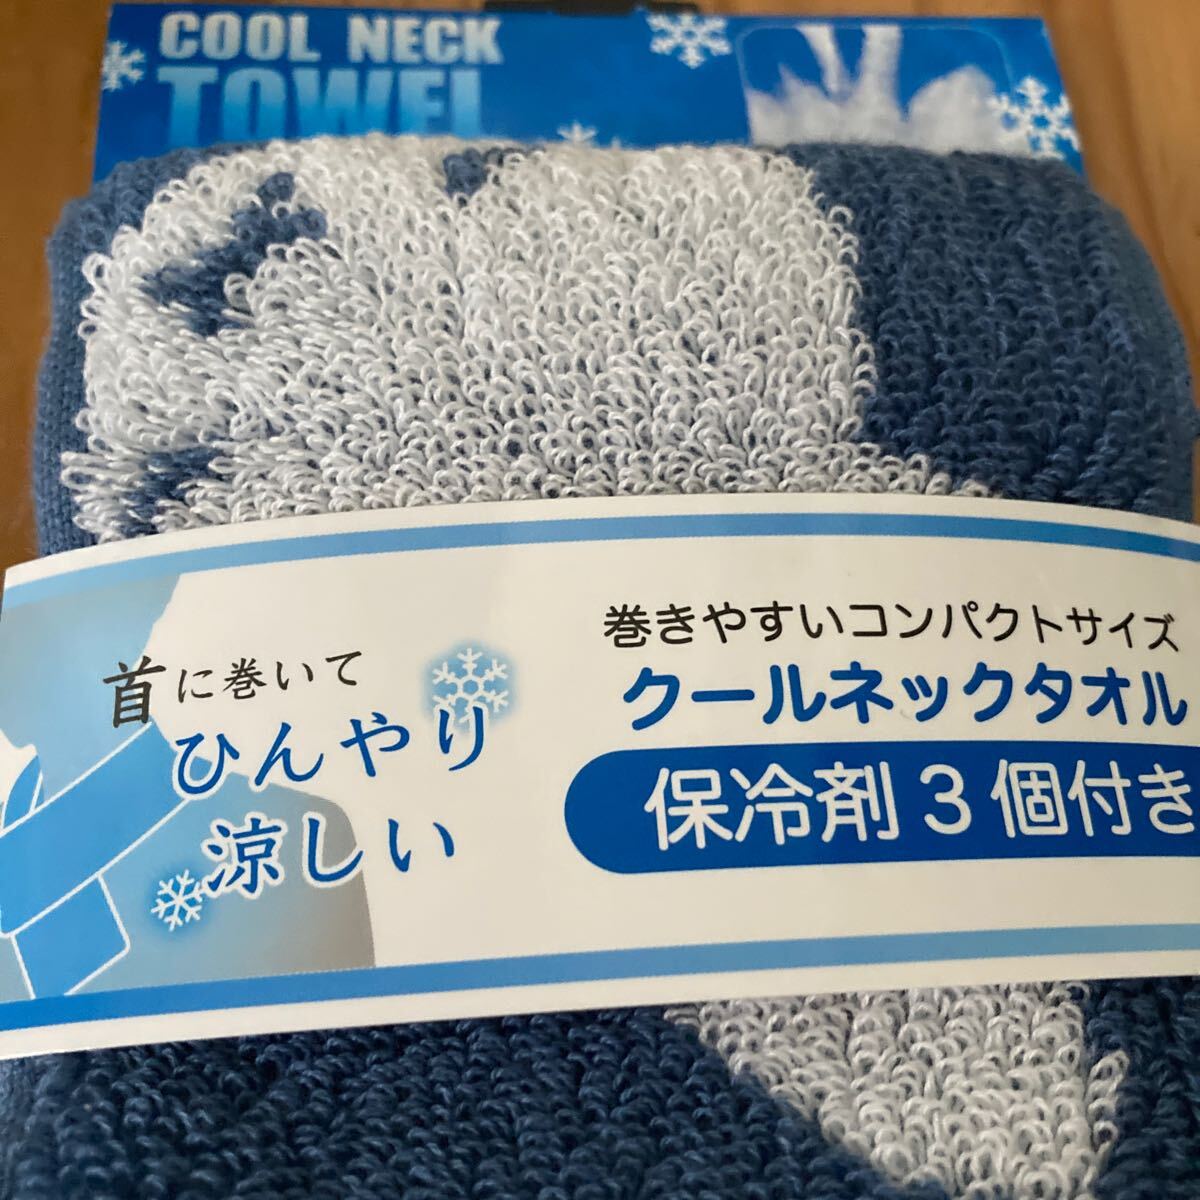 COOL NECK
TOWEL
首に巻いて
ひんやり
涼しい
巻きやすいコンパクトサイズ
クールネックタオル
保冷剤3個付き